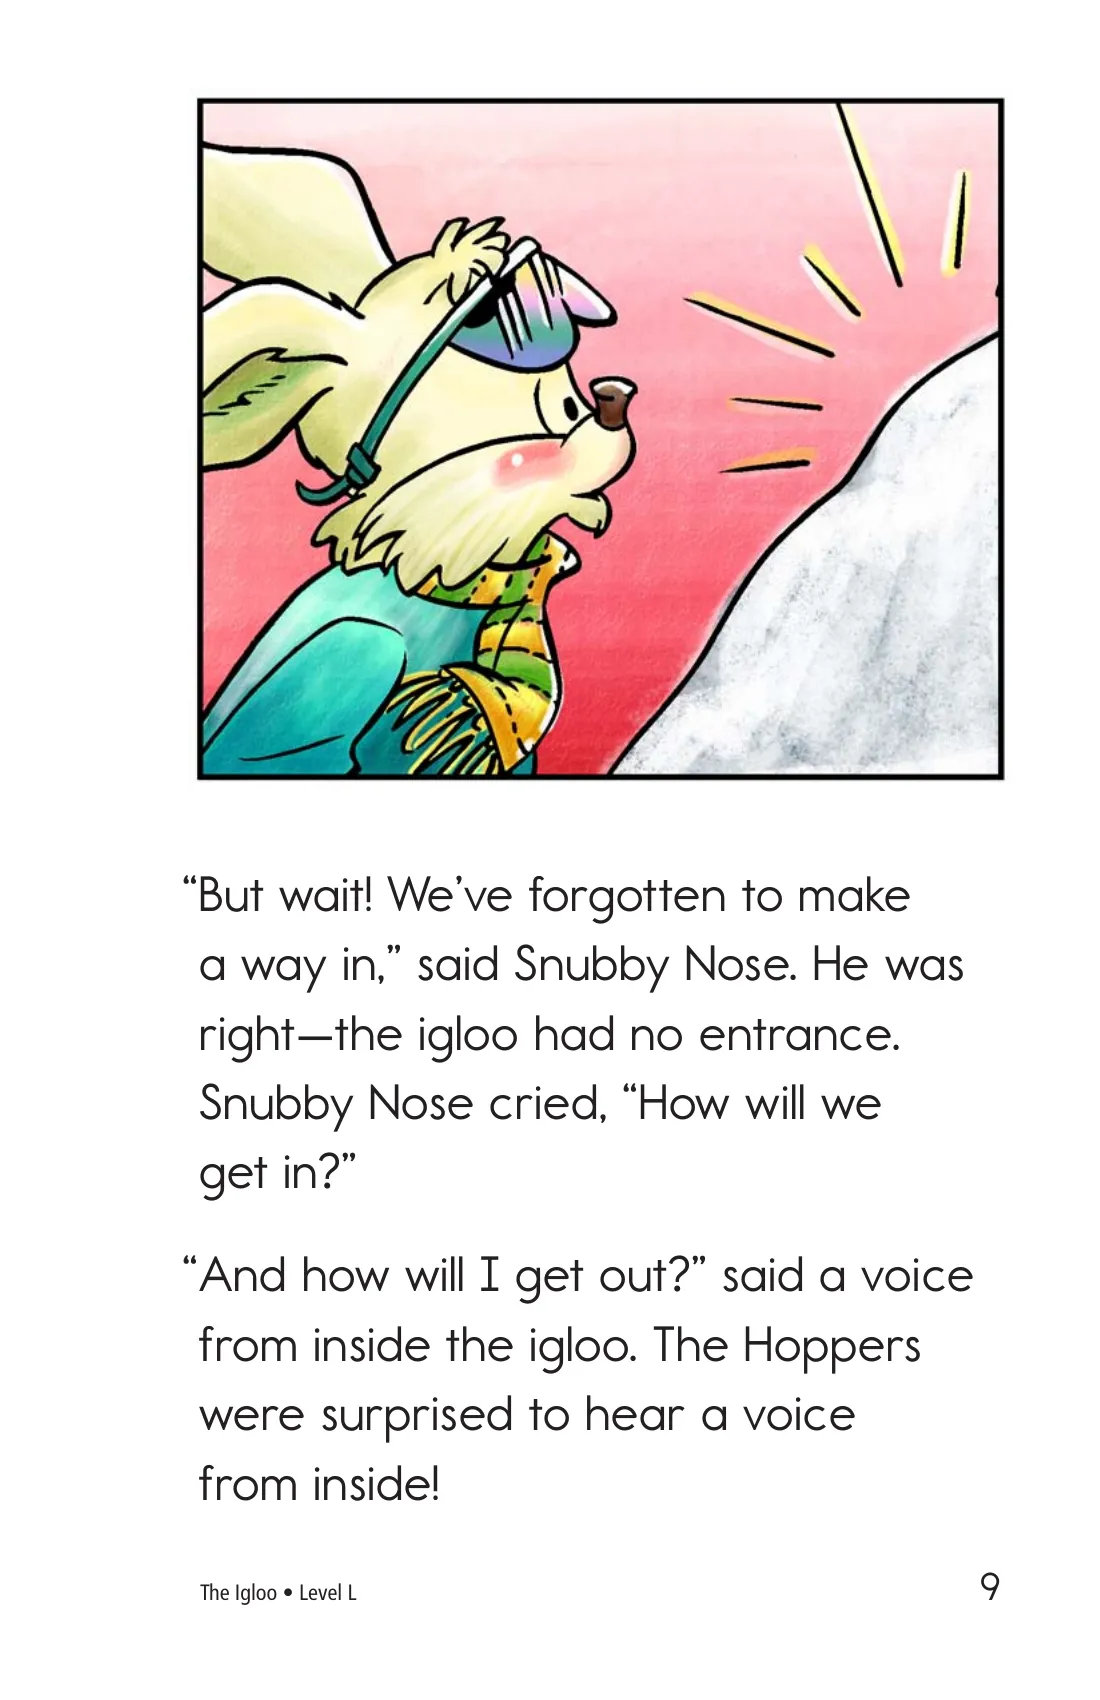 “But wait! We’ve forgotten to make
a way in,” said Snubby Nose. He was
right—the igloo had no entrance.
Snubby Nose cried, “How will we
get in?”
“And how will I get out?” said a voice
from inside the igloo. The Hoppers
were surprised to hear a voice
from inside!
The Igloo • Level L
9